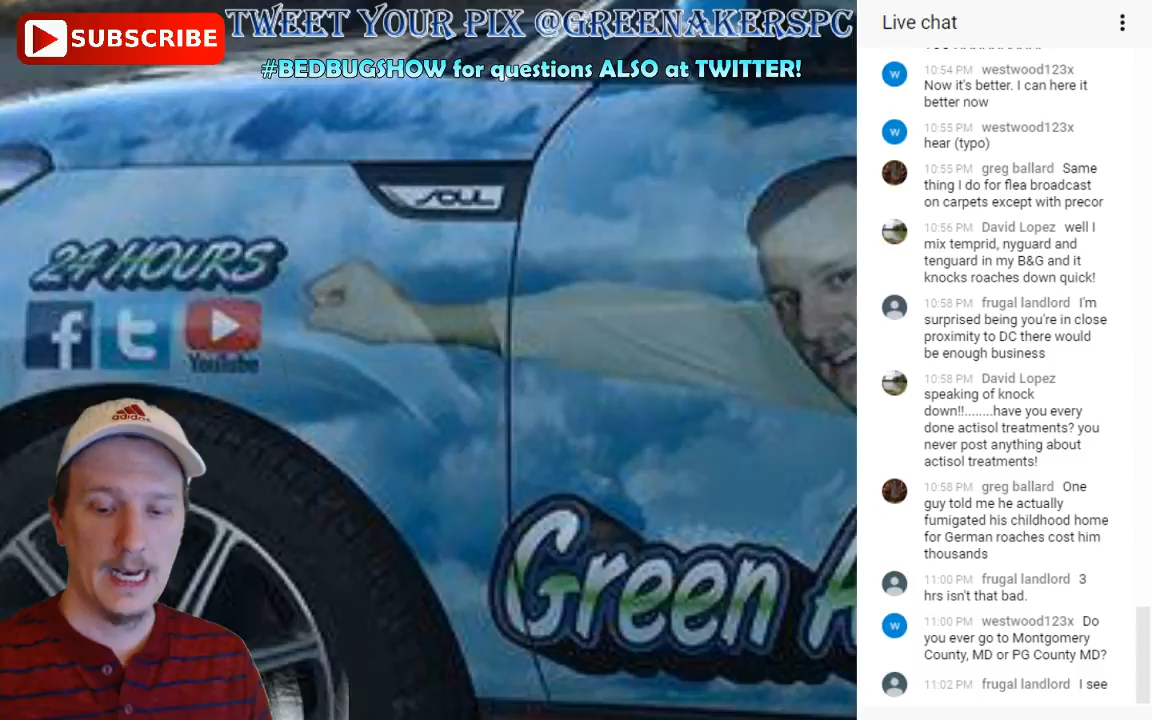 SUBSCRIBE
TWEET YOUR PIX @GREENAKERSPC
#BEDBUGSHOW for questions ALSO at TWITTER!
SOUL
24 HOURS
f
t
YouTube
adidas
Green A
Live chat
10:54 PM westwood123x
Now it's better. I can here it
better now
10:55 PM westwood123x
hear (typo)
10:55 PM greg ballard Same
thing I do for flea broadcast
on carpets except with precor
10:56 PM David Lopez well I
mix temprid, nyguard and
tenguard in my B&G and it
knocks roaches down quick!
10:58 PM frugal landlord I'm
surprised being you're in close
proximity to DC there would
be enough business
10:58 PM David Lopez
speaking of knock
down!!........have you every
done actisol treatments? you
never post anything about
actisol treatments!
10:58 PM greg ballard One
guy told me he actually
fumigated his childhood home
for German roaches cost him
thousands
11:00 PM frugal landlord 3
hrs isn't that bad.
11:00 PM westwood123x Do
you ever go to Montgomery
County, MD or PG County MD?
11:02 PM frugal landlord I see